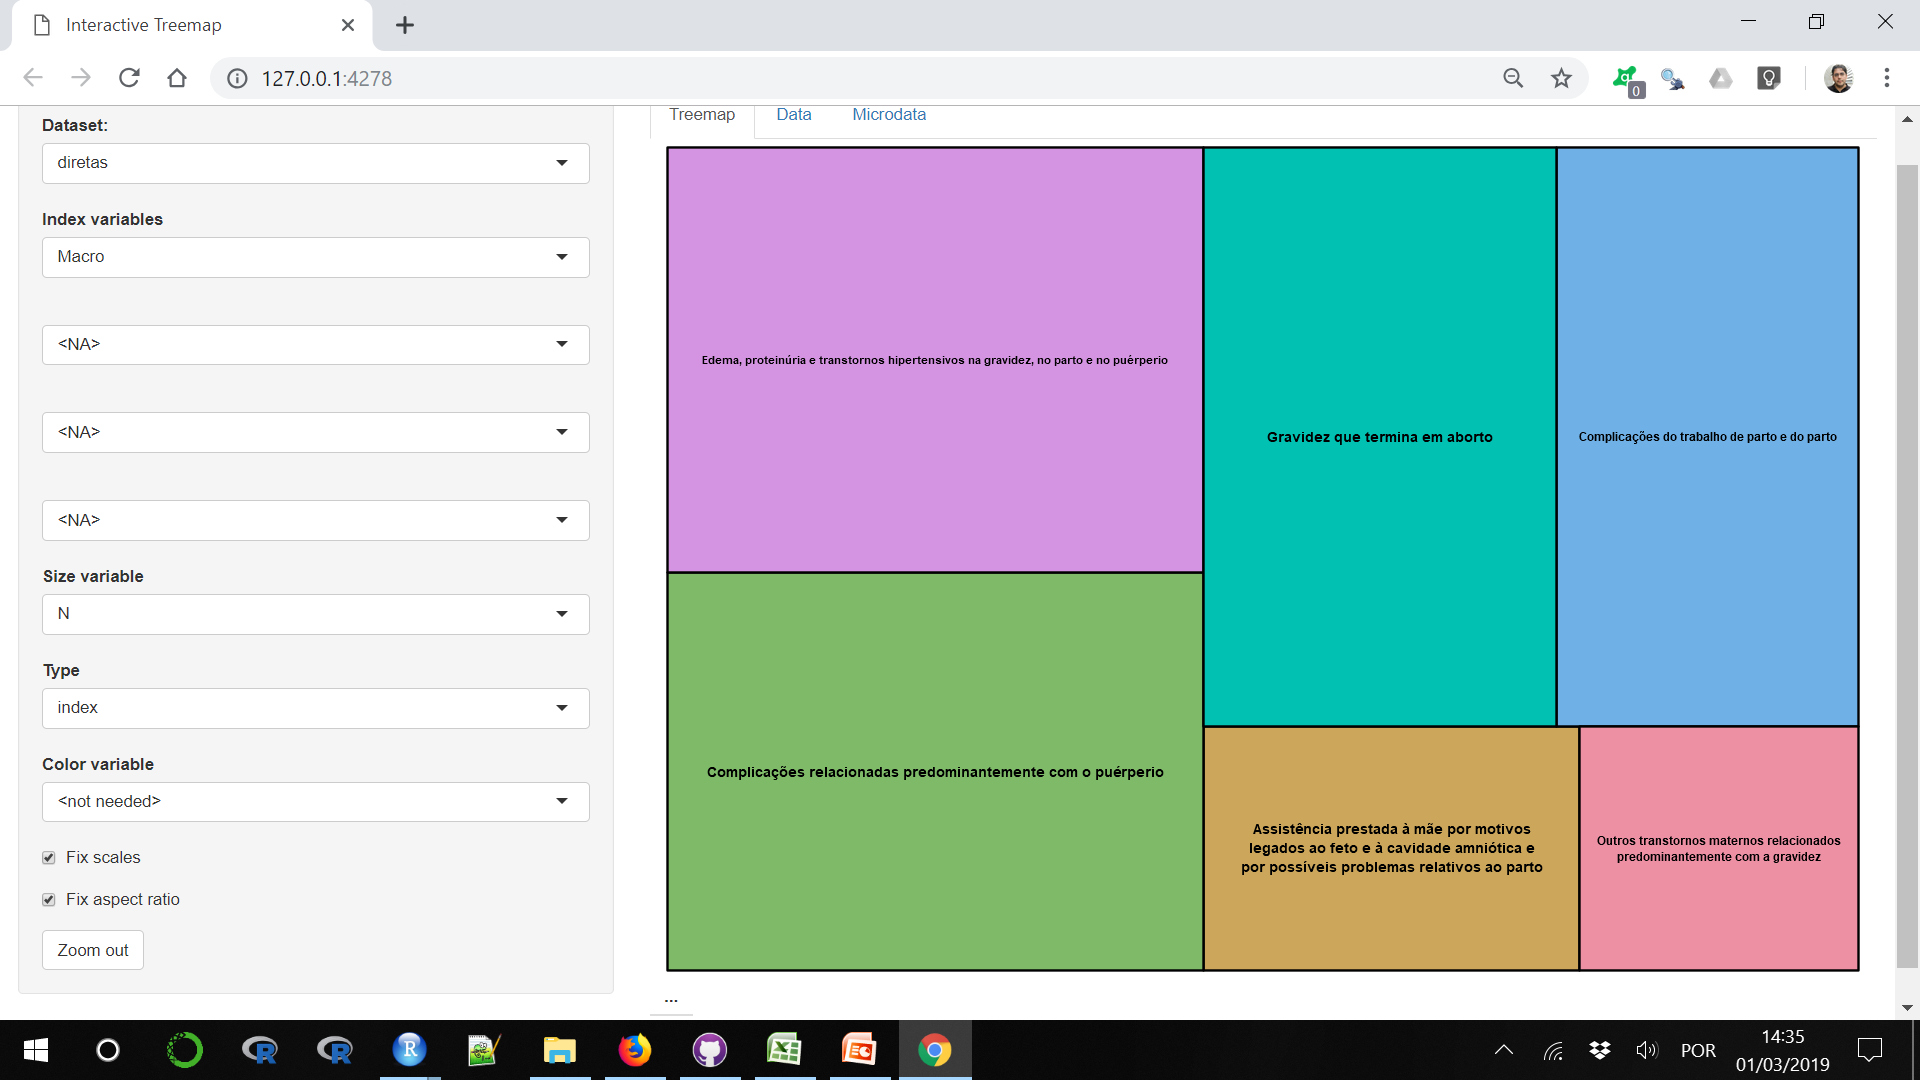 Interactive Treemap
127.0.0.1:4278
0
Dataset:
diretas
Index variables
Macro
<NA>
<NA>
<NA>
Size variable
N
Type
index
Color variable
<not needed>
Fix scales
Fix aspect ratio
Zoom out
Treemap Data Microdata
Edema, proteinúria e transtornos hipertensivos na gravidez, no parto e no puérperio
Gravidez que termina em aborto
Complicações do trabalho de parto e do parto
Complicações relacionadas predominantemente com o puérperio
Assistência prestada à mãe por motivos
legados ao feto e à cavidade amniótica e
por possíveis problemas relativos ao parto
Outros transtornos maternos relacionados
predominantemente com a gravidez
...
R
R
R
POR
14:35
01/03/2019